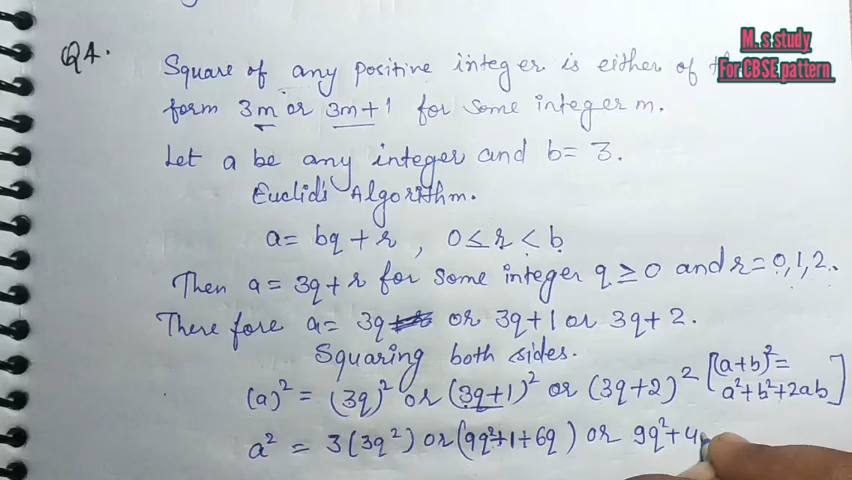 M. s study
For CBSE pattern
Q4.
Square of any positive integer is either of
form 3m or 3m+1 for some integer m.
Let a be any integer and b = 3.
Euclid's Algorithm.
a = bq + r , 0 ≤ r < b
Then a = 3q + r for some integer q ≥ 0 and r = 0, 1, 2.
There fore a = 3q or 3q+1 or 3q + 2.
Squaring both sides.
(a)² = (3q)² or (3q+1)² or (3q+2)² [(a+b)² =
a²+b²+2ab]
a² = 3(3q²) or (9q²+1+6q) or 9q²+4